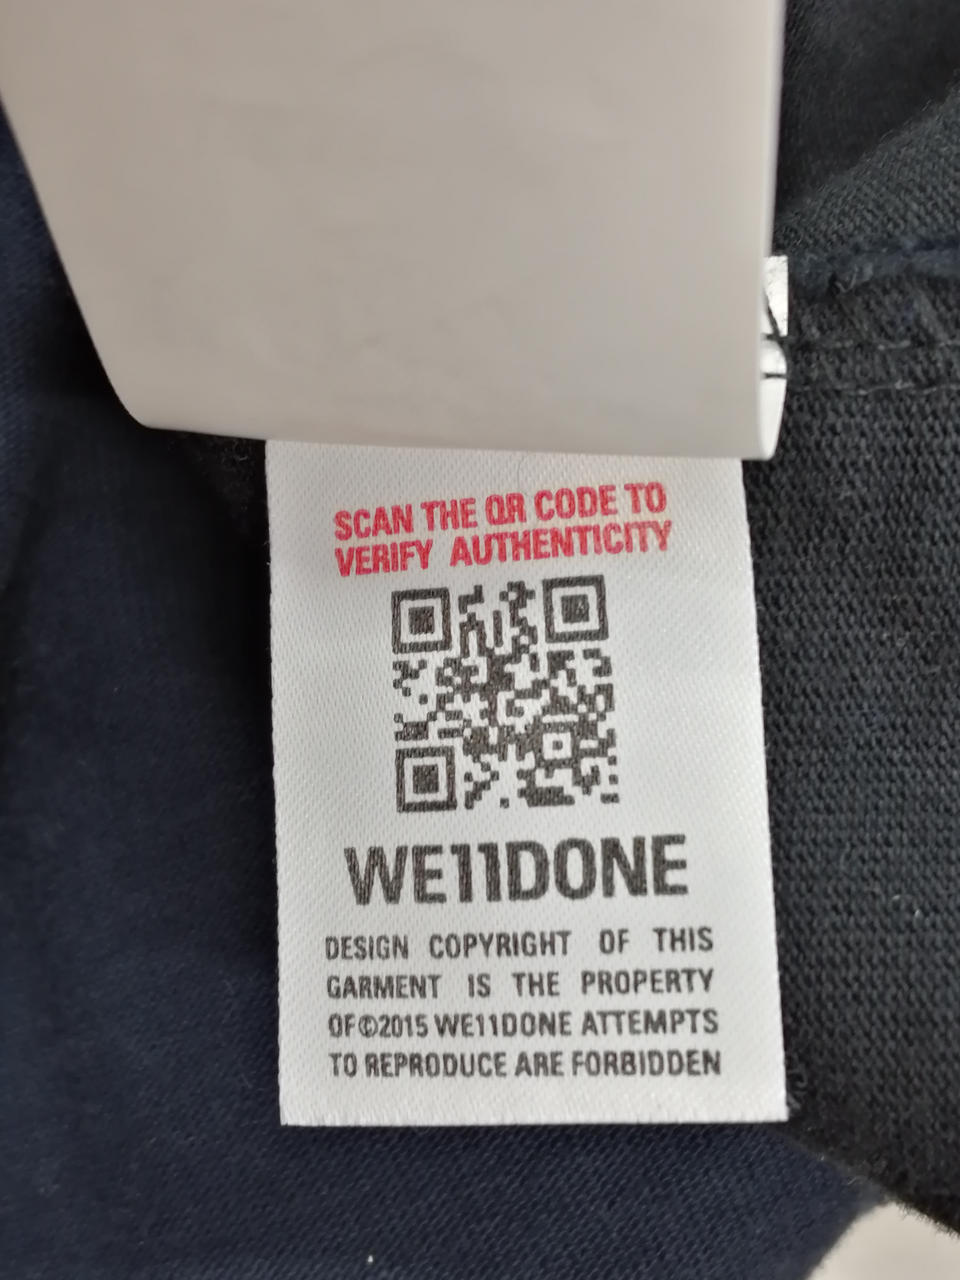 SCAN THE QR CODE TO
VERIFY AUTHENTICITY
WE11DONE
DESIGN COPYRIGHT OF THIS
GARMENT IS THE PROPERTY
OF©2015 WE11DONE ATTEMPTS
TO REPRODUCE ARE FORBIDDEN